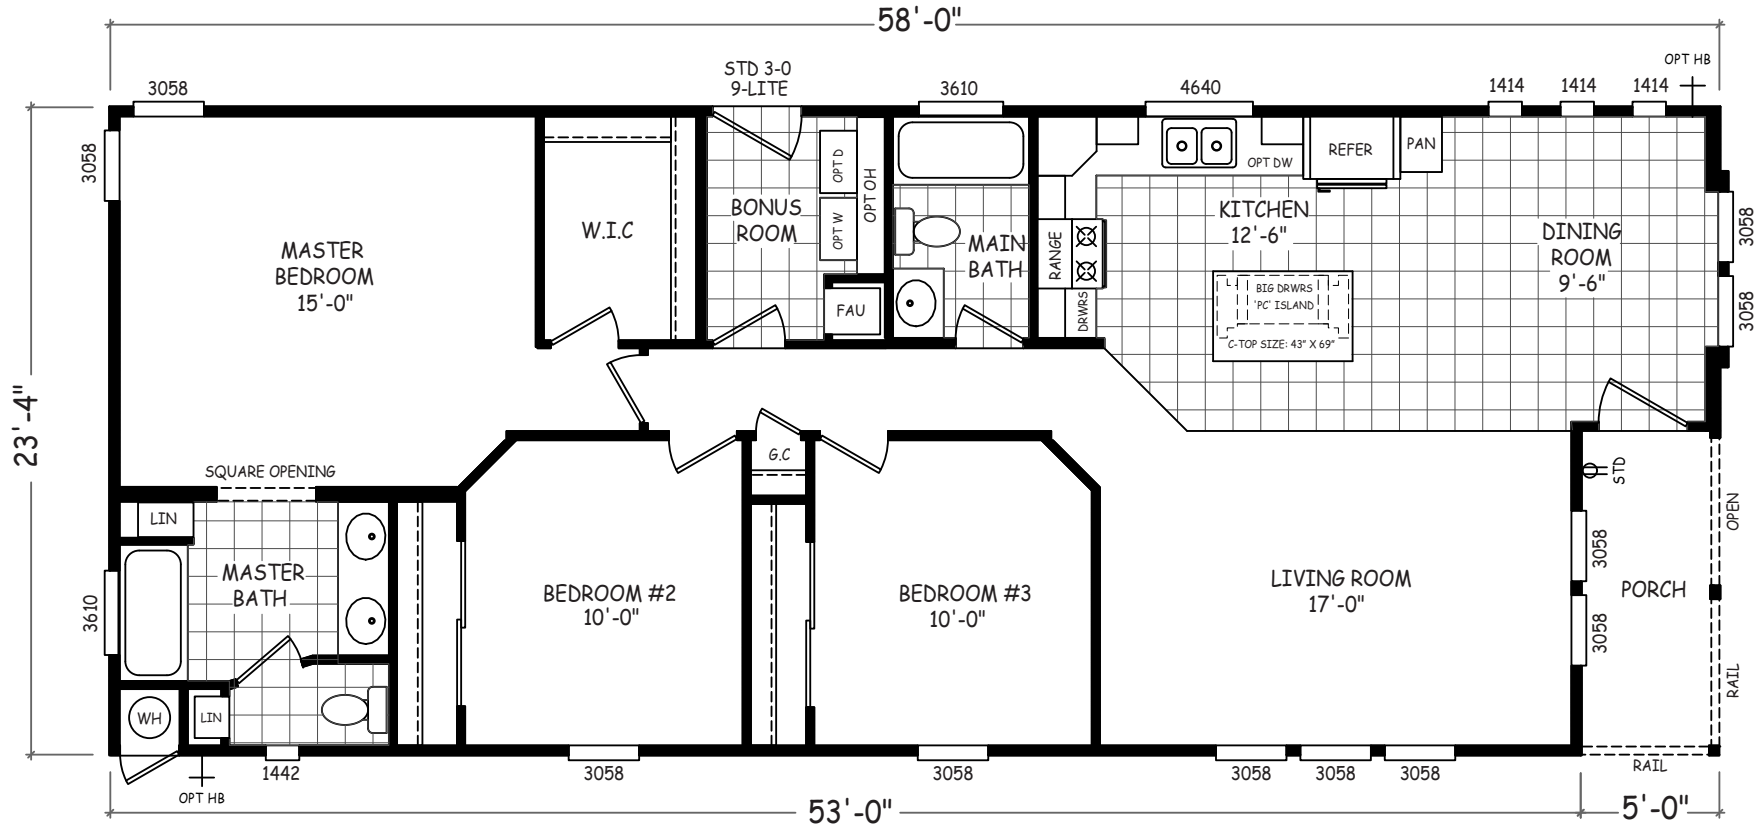 58'-0"
STD 3-0
9-LITE
OPT HB
3058
3610
4640
1414
1414
1414
3058
PAN
REFER
OPT DW
OPT D
OPT OH
OPT W
BONUS
ROOM
W.I.C
MASTER
BEDROOM
15'-0"
MAIN
BATH
RANGE
DRWRS
FAU
KITCHEN
12'-6"
BIG DRWRS
'PC' ISLAND
C-TOP SIZE: 43" X 69"
DINING
ROOM
9'-6"
3058
3058
23'-4"
SQUARE OPENING
G.C
STD
LIN
OPEN
MASTER
BATH
3610
BEDROOM #2
10'-0"
BEDROOM #3
10'-0"
LIVING ROOM
17'-0"
3058
3058
PORCH
RAIL
WH
LIN
1442
OPT HB
3058
3058
3058
3058
3058
RAIL
53'-0"
5'-0"